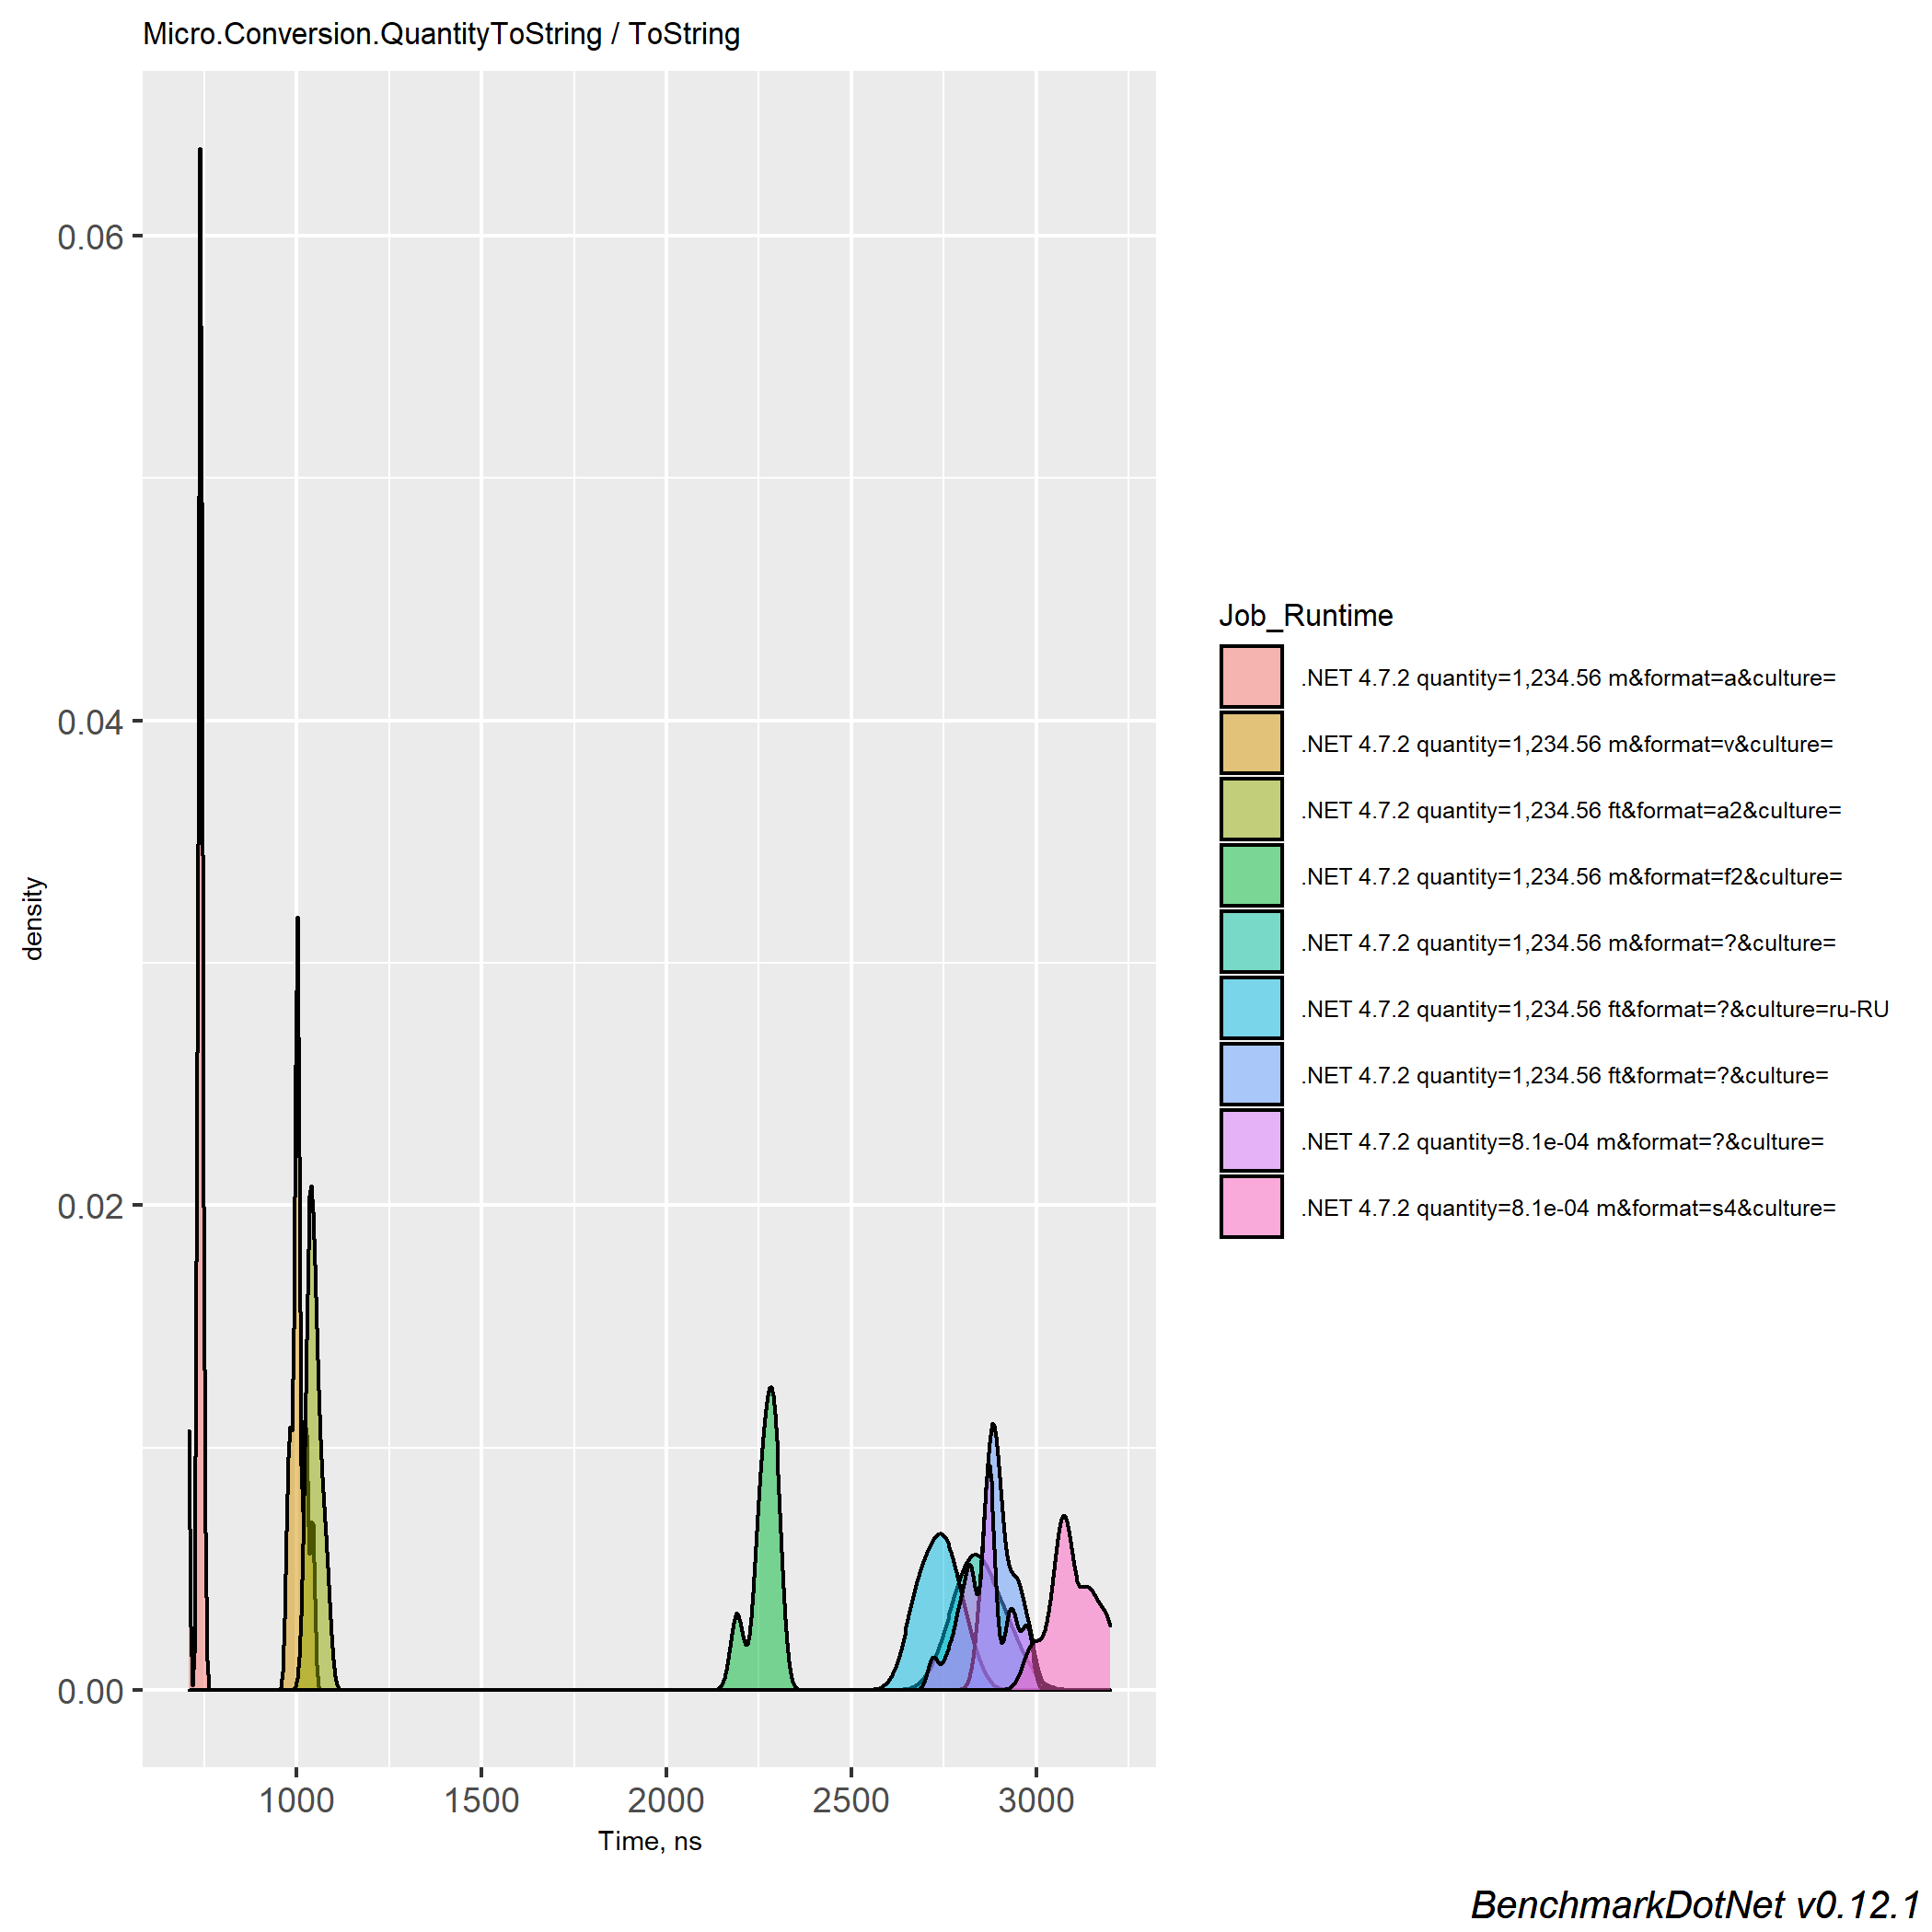 Micro.Conversion.QuantityToString / ToString
0.06
0.04
0.02
0.00
density
1000 1500 2000 2500 3000
Time, ns
Job_Runtime
.NET 4.7.2 quantity=1,234.56 m&format=a&culture=
.NET 4.7.2 quantity=1,234.56 m&format=v&culture=
.NET 4.7.2 quantity=1,234.56 ft&format=a2&culture=
.NET 4.7.2 quantity=1,234.56 m&format=f2&culture=
.NET 4.7.2 quantity=1,234.56 m&format=?&culture=
.NET 4.7.2 quantity=1,234.56 ft&format=?&culture=ru-RU
.NET 4.7.2 quantity=1,234.56 ft&format=?&culture=
.NET 4.7.2 quantity=8.1e-04 m&format=?&culture=
.NET 4.7.2 quantity=8.1e-04 m&format=s4&culture=
BenchmarkDotNet v0.12.1